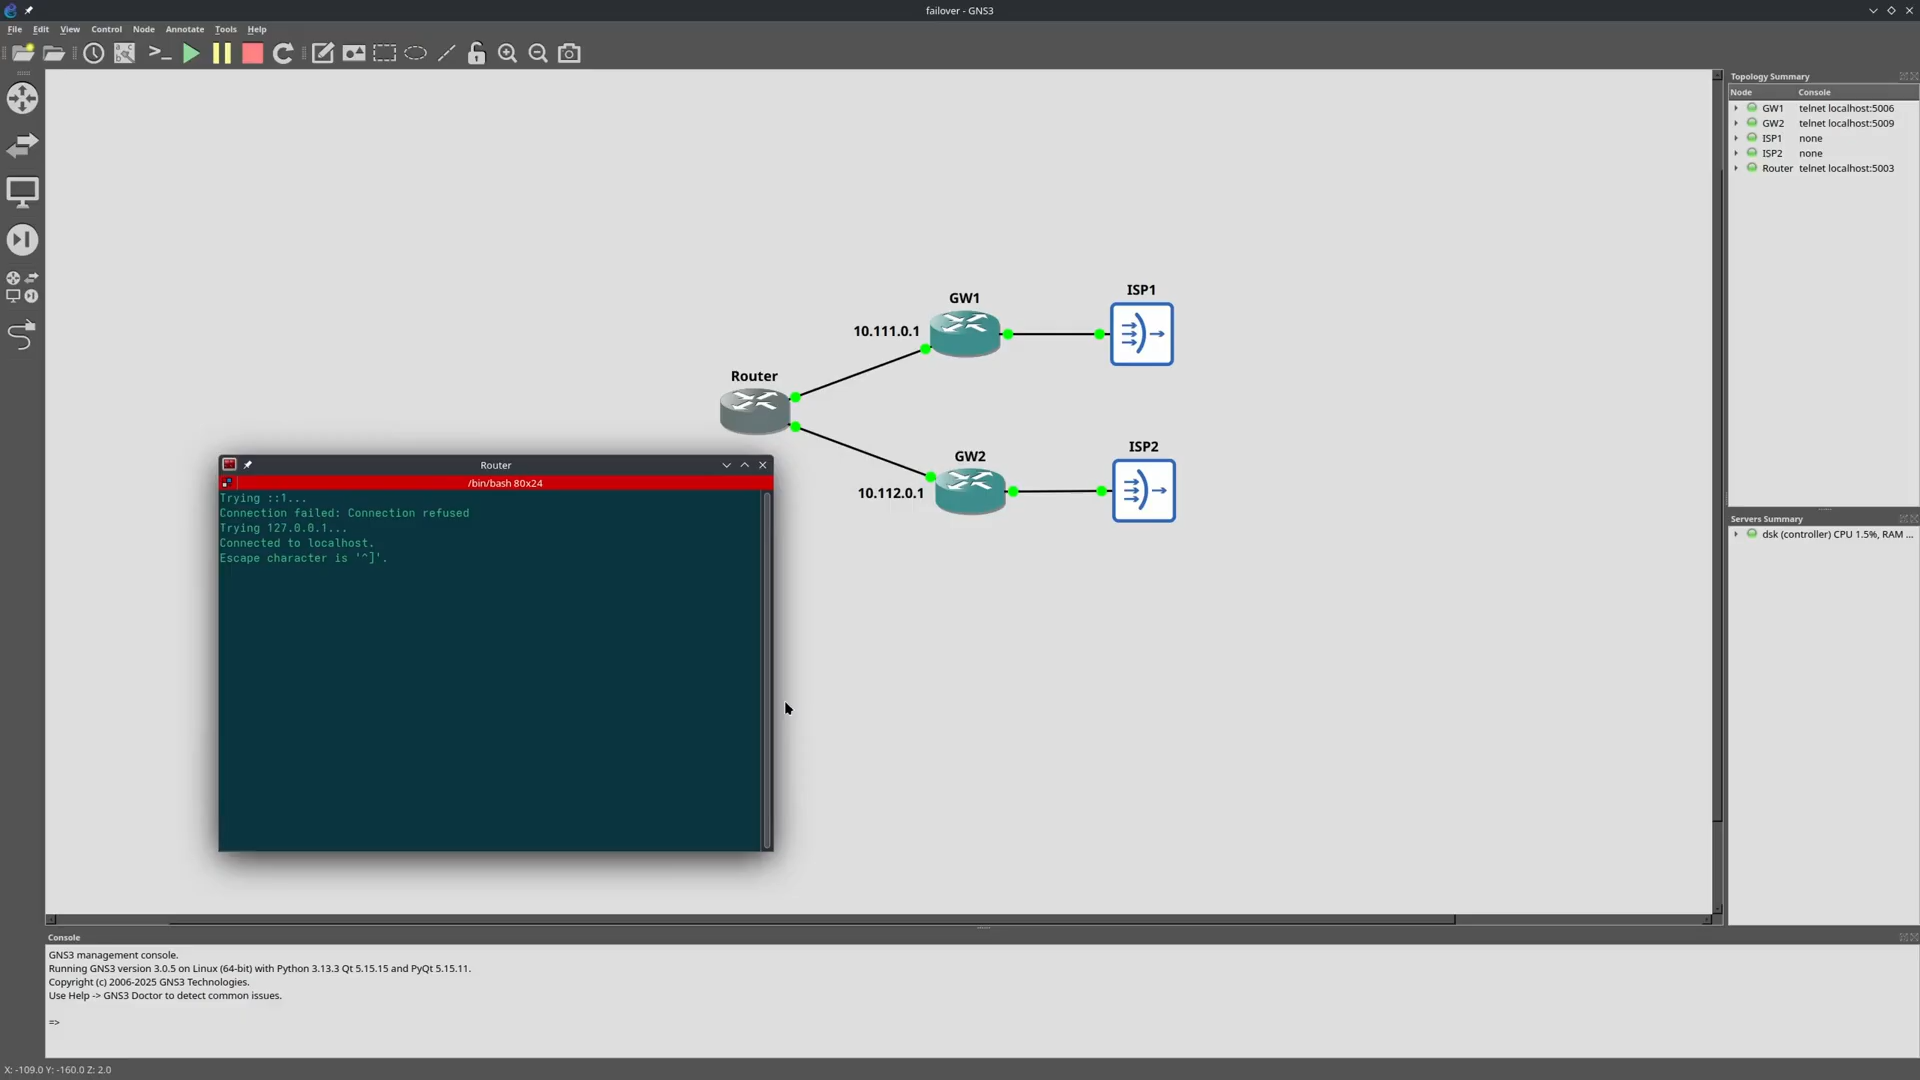 failover - GNS3
File Edit View Control Node Annotate Tools Help
Topology Summary
Node Console
GW1 telnet localhost:5006
GW2 telnet localhost:5009
ISP1 none
ISP2 none
Router telnet localhost:5003
ISP1
GW1
10.111.0.1
Router
ISP2
GW2
10.112.0.1
Router
/bin/bash 80x24
Trying ::1...
Connection failed: Connection refused
Trying 127.0.0.1...
Connected to localhost.
Escape character is '^]'.
Servers Summary
dsk (controller) CPU 1.5%, RAM ...
Console
GNS3 management console.
Running GNS3 version 3.0.5 on Linux (64-bit) with Python 3.13.3 Qt 5.15.15 and PyQt 5.15.11.
Copyright (c) 2006-2025 GNS3 Technologies.
Use Help -> GNS3 Doctor to detect common issues.
=>
X: -109.0 Y: -160.0 Z: 2.0